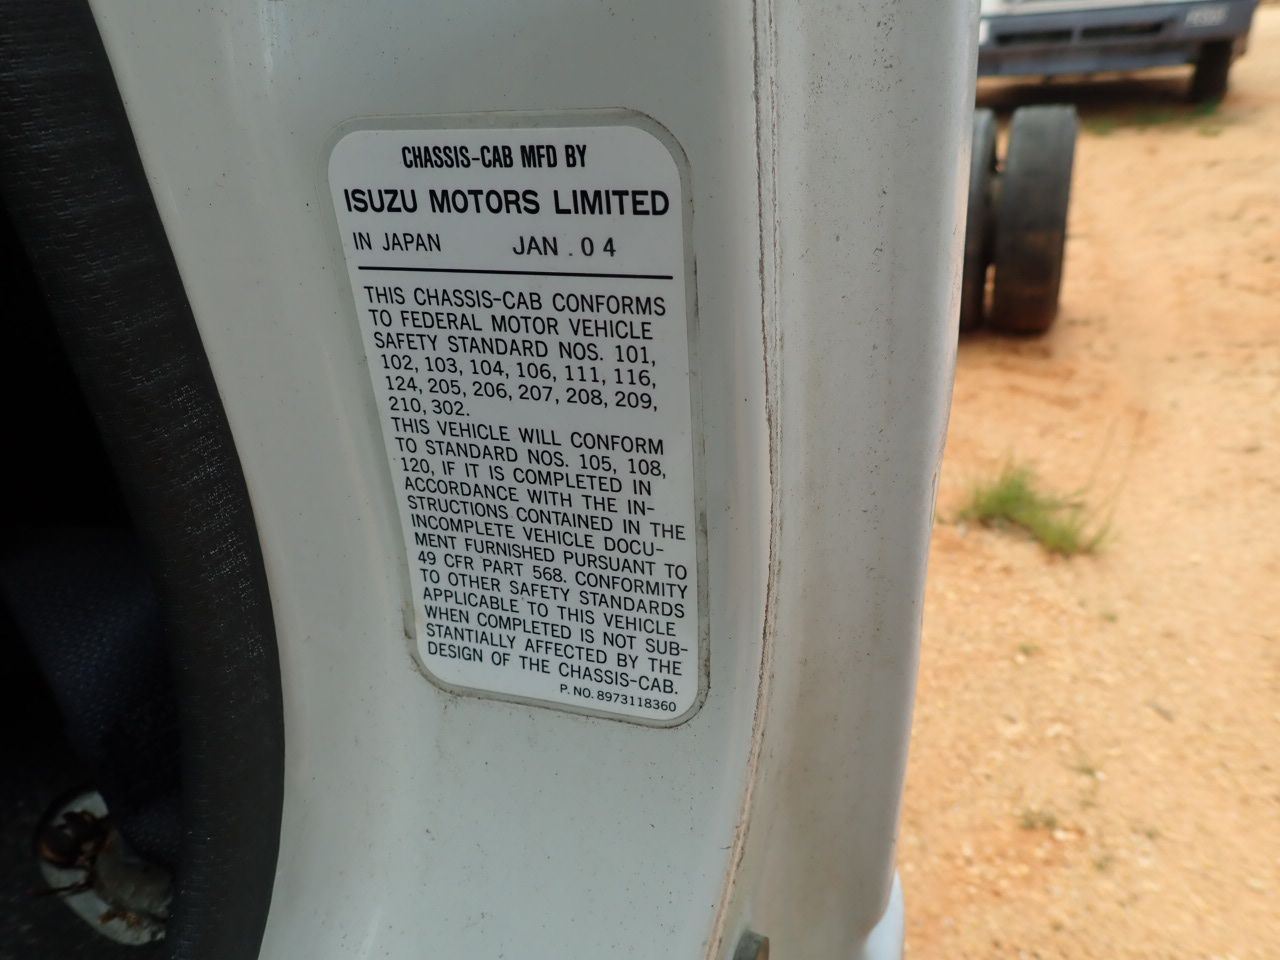 CHASSIS-CAB MFD BY
ISUZU MOTORS LIMITED
IN JAPAN JAN . 04
THIS CHASSIS-CAB CONFORMS
TO FEDERAL MOTOR VEHICLE
SAFETY STANDARD NOS. 101,
102, 103, 104, 106, 111, 116,
124, 205, 206, 207, 208, 209,
210, 302.
THIS VEHICLE WILL CONFORM
TO STANDARD NOS. 105, 108,
120, IF IT IS COMPLETED IN
ACCORDANCE WITH THE IN-
STRUCTIONS CONTAINED IN THE
INCOMPLETE VEHICLE DOCU-
MENT FURNISHED PURSUANT TO
49 CFR PART 568. CONFORMITY
TO OTHER SAFETY STANDARDS
APPLICABLE TO THIS VEHICLE
WHEN COMPLETED IS NOT SUB-
STANTIALLY AFFECTED BY THE
DESIGN OF THE CHASSIS-CAB.
P. NO. 8973118360